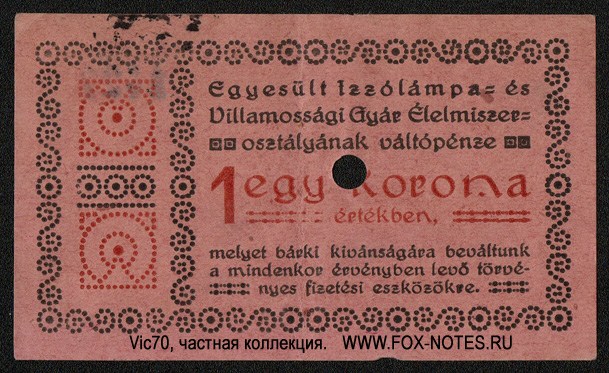 Egyesült Izzólámpa= és
Villamossági Gyár Élelmiszer=
osztályának váltópénze
1 egy korona
értékben,
melyet bárki kivánságára beváltunk
a mindenkor érvényben levő törvé-
nyes fizetési eszközökre.
Vic70, частная коллекция. WWW.FOX-NOTES.RU